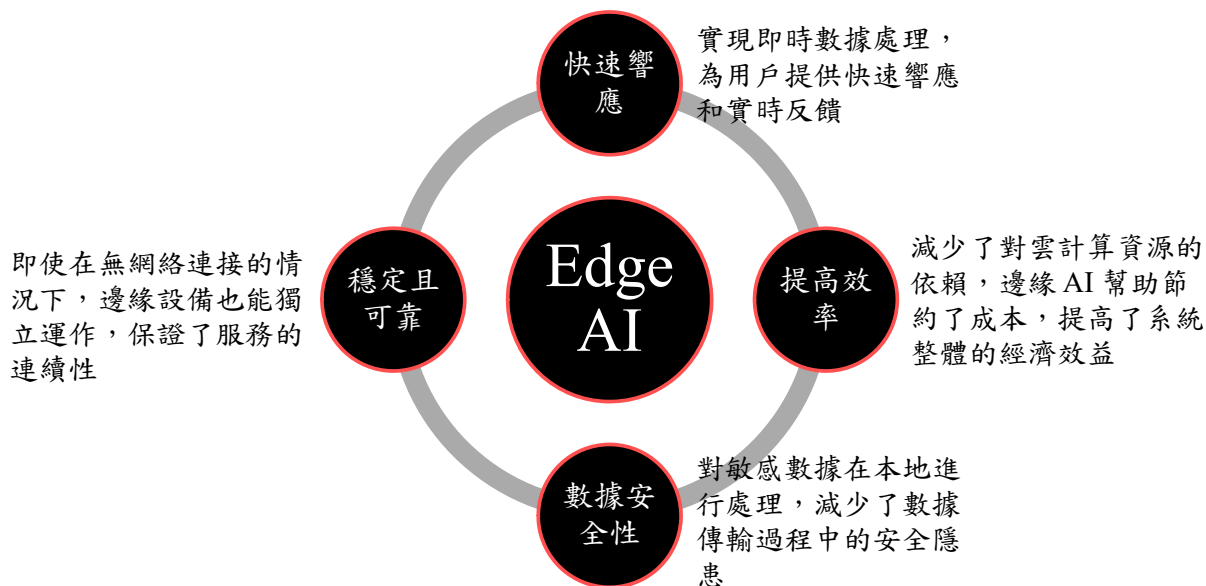 快速響
應
實現即時數據處理，
為用戶提供快速響應
和實時反饋
Edge
AI
提高效
率
減少了對雲計算資源的
依賴，邊緣 AI 幫助節
約了成本，提高了系統
整體的經濟效益
數據安
全性
對敏感數據在本地進
行處理，減少了數據
傳輸過程中的安全隱
患
穩定且
可靠
即使在無網絡連接的情
況下，邊緣設備也能獨
立運作，保證了服務的
連續性